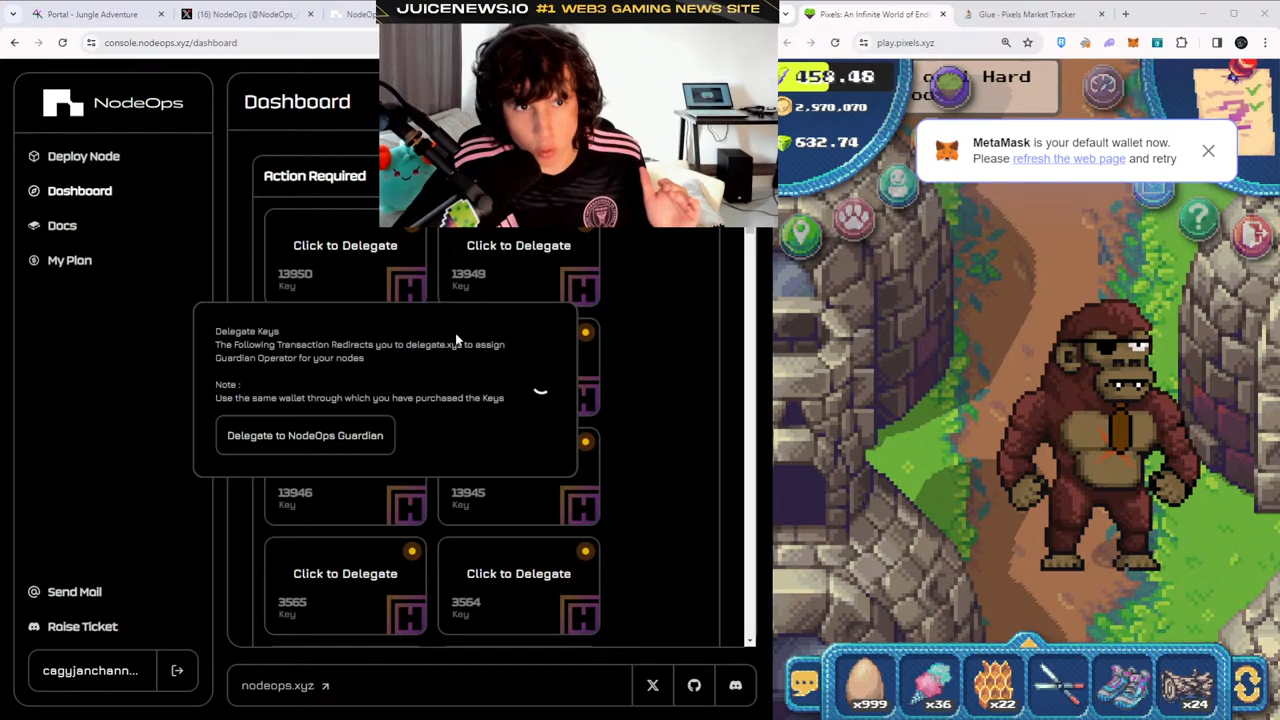 JUICENEWS.IO #1 WEB3 GAMING NEWS SITE
Ignition - Juncture
(16) NodeOps (@NodeOps_
NodeOps
Pixels: An Infinite World of End
Glue - Pixels Market Tracker
console.nodeops.xyz/dashboard
play.pixels.xyz
NodeOps
Deploy Node
Dashboard
Docs
My Plan
Send Mail
Raise Ticket
cagyjancmann...
Dashboard
Action Required
Click to Delegate
13950
Key
Click to Delegate
13949
Key
Delegate Keys
The Following Transaction Redirects you to delegate.xyz to assign
Guardian Operator for your nodes
Note :
Use the same wallet through which you have purchased the Keys
Delegate to NodeOps Guardian
13946
Key
13945
Key
Click to Delegate
3565
Key
Click to Delegate
3564
Key
nodeops.xyz
458.48
2,970,070
632.74
Hard
MetaMask is your default wallet now.
Please refresh the web page and retry
x999
x36
x22
x24